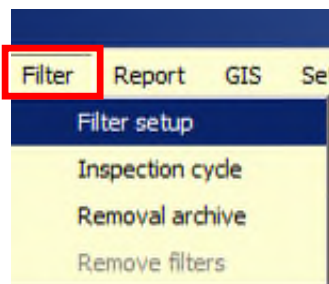 Filter Report GIS Se
Filter setup
Inspection cycle
Removal archive
Remove filters